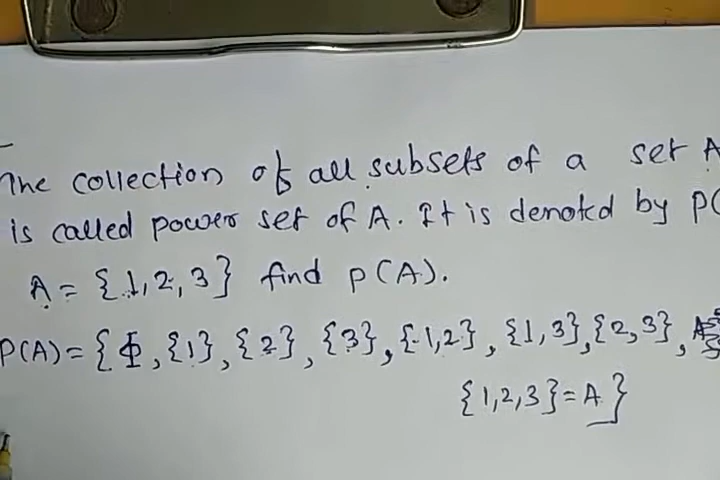 The collection of all subsets of a set A
is called power set of A. It is denoted by P(
A = {1,2,3} find P(A).
P(A) = {Φ, {1}, {2}, {3}, {1,2}, {1,3}, {2,3},
{1,2,3} = A}